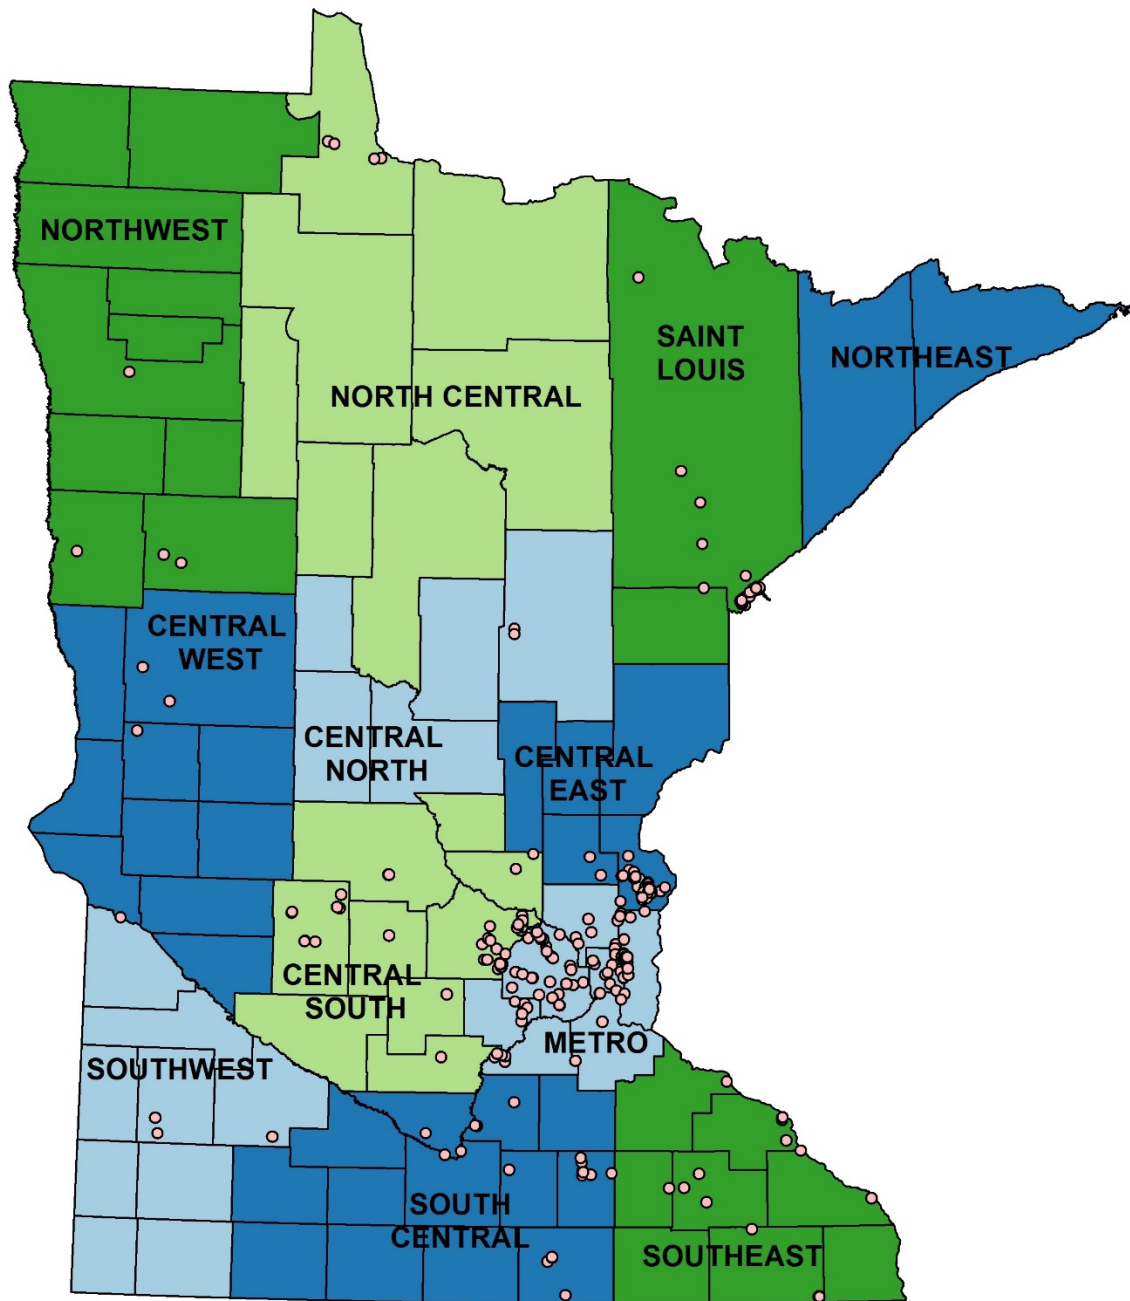 NORTHWEST
SAINT
LOUIS
NORTHEAST
NORTH CENTRAL
CENTRAL
WEST
CENTRAL
NORTH
CENTRAL
EAST
CENTRAL
SOUTH
METRO
SOUTHWEST
SOUTH
CENTRAL
SOUTHEAST